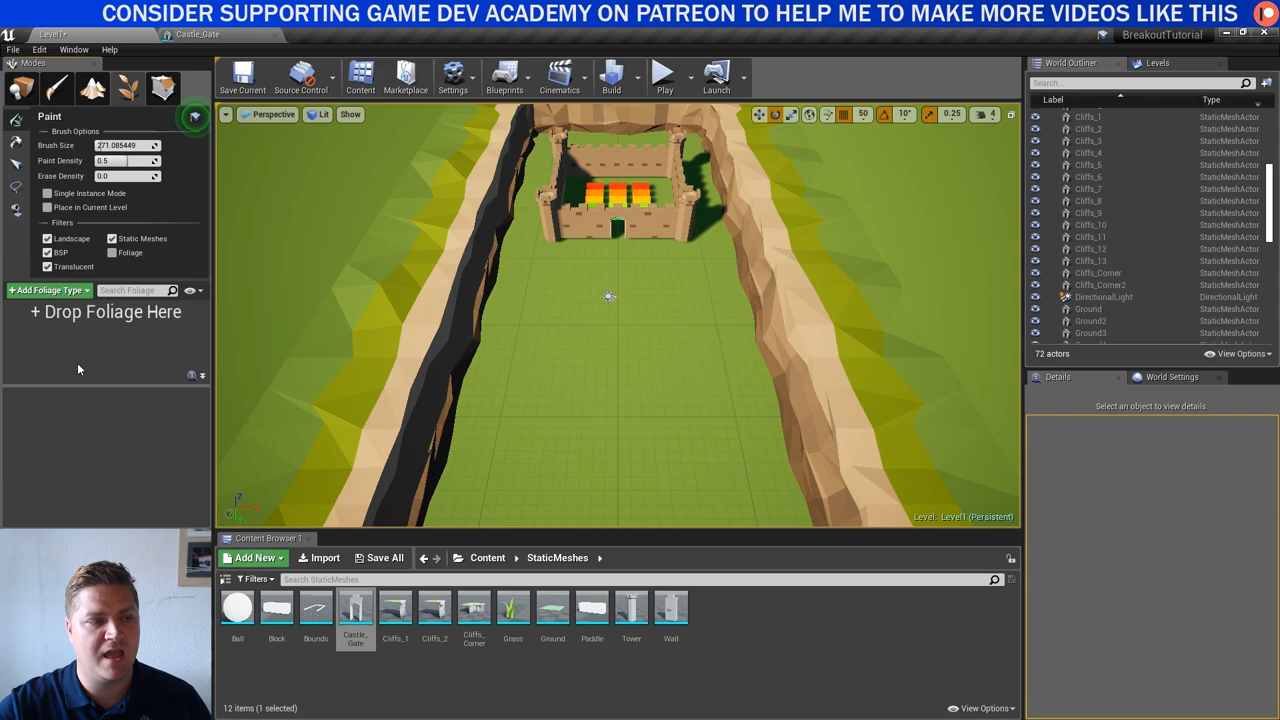 CONSIDER SUPPORTING GAME DEV ACADEMY ON PATREON TO HELP ME TO MAKE MORE VIDEOS LIKE THIS
Level1*
Castle_Gate
BreakoutTutorial
File Edit Window Help
Modes
Save Current
Source Control
Content
Marketplace
Settings
Blueprints
Cinematics
Build
Play
Launch
Paint
Brush Options
Brush Size 271.085449
Paint Density 0.5
Erase Density 0.0
Single Instance Mode
Place in Current Level
Filters
Landscape
Static Meshes
BSP
Foliage
Translucent
+ Add Foliage Type
Search Foliage
+ Drop Foliage Here
Perspective
Lit
Show
50
10°
0.25
4
Z
X
Y
Level: Level1 (Persistent)
World Outliner
Levels
Search...
Label Type
Cliffs_1 StaticMeshActor
Cliffs_2 StaticMeshActor
Cliffs_3 StaticMeshActor
Cliffs_4 StaticMeshActor
Cliffs_5 StaticMeshActor
Cliffs_6 StaticMeshActor
Cliffs_7 StaticMeshActor
Cliffs_8 StaticMeshActor
Cliffs_9 StaticMeshActor
Cliffs_10 StaticMeshActor
Cliffs_11 StaticMeshActor
Cliffs_12 StaticMeshActor
Cliffs_13 StaticMeshActor
Cliffs_Corner StaticMeshActor
Cliffs_Corner2 StaticMeshActor
DirectionalLight DirectionalLight
Ground StaticMeshActor
Ground2 StaticMeshActor
Ground3 StaticMeshActor
72 actors
View Options
Details
World Settings
Select an object to view details.
Content Browser 1
Add New
Import
Save All
Content
StaticMeshes
Filters
Search StaticMeshes
Ball
Block
Bounds
Castle_
Gate
Cliffs_1
Cliffs_2
Cliffs_
Corner
Grass
Ground
Paddle
Tower
Wall
12 items (1 selected)
View Options